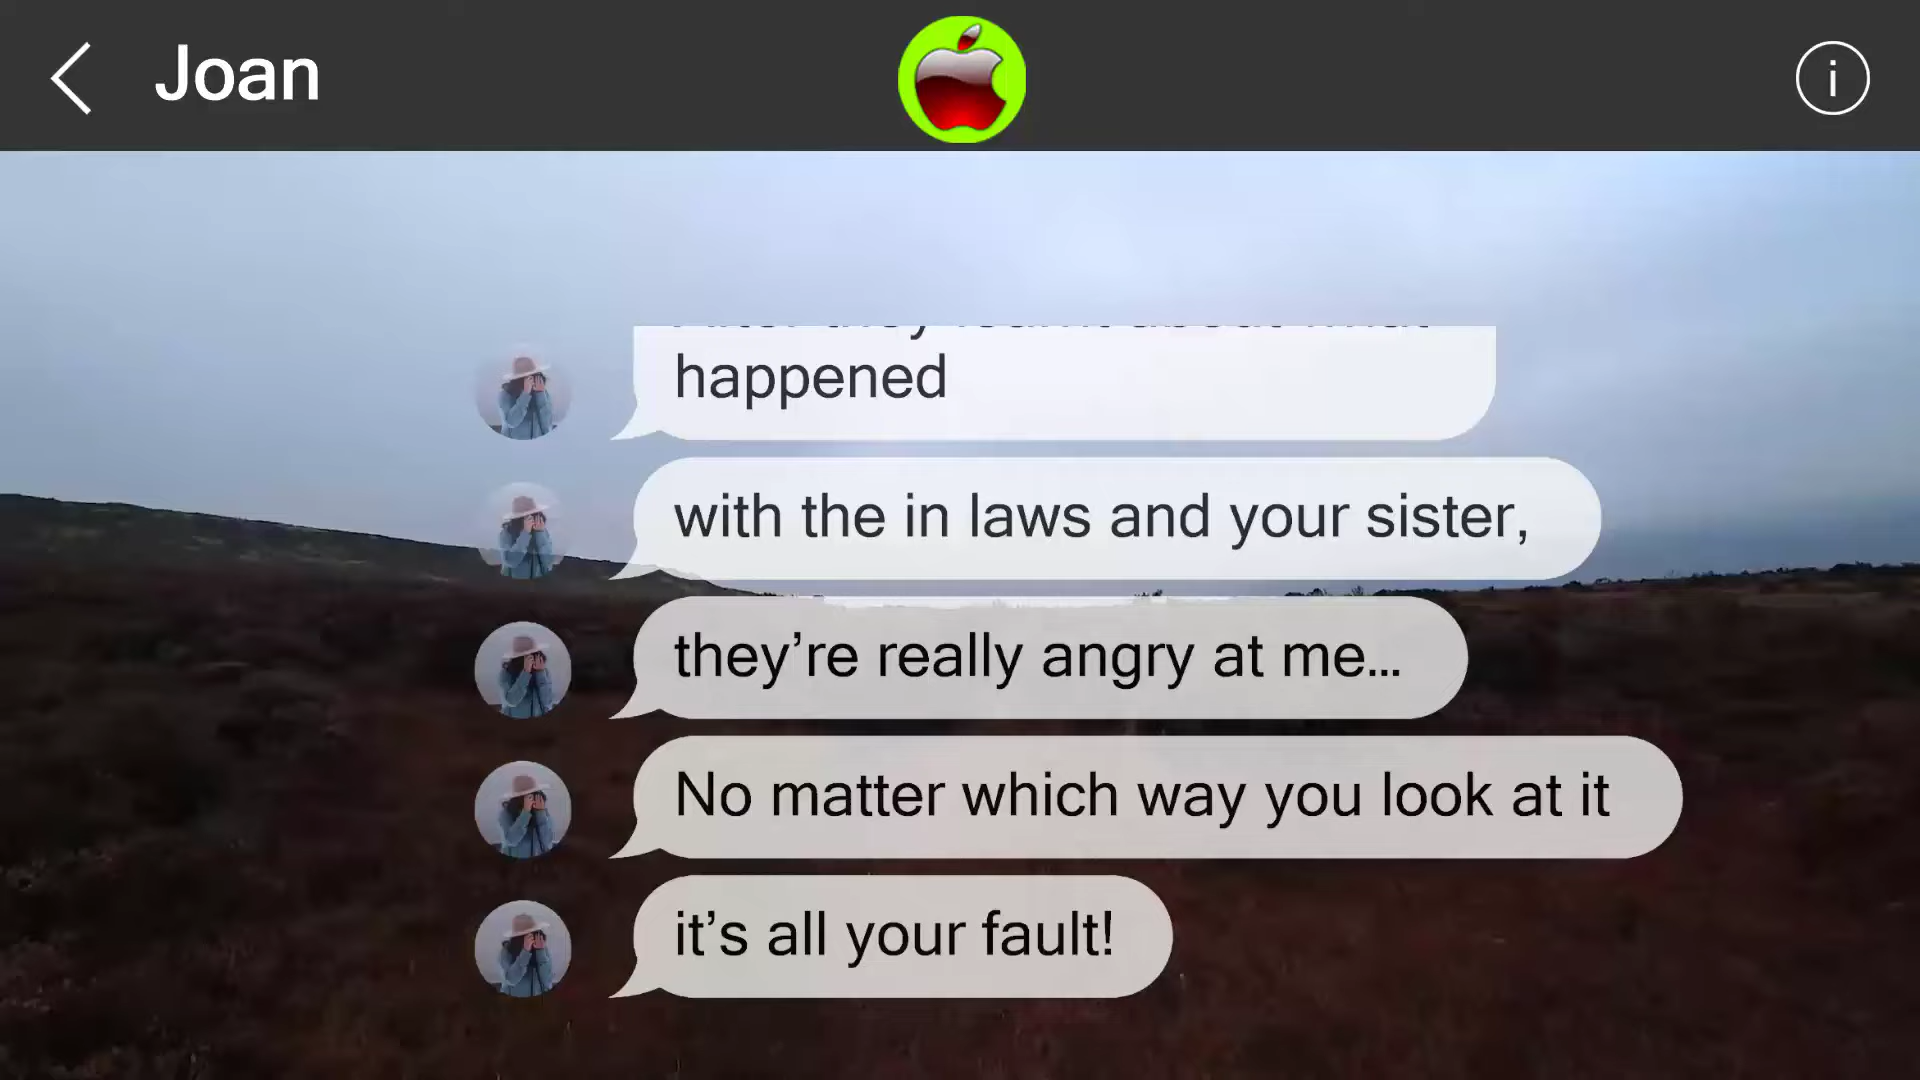 Joan
i
happened
with the in laws and your sister,
they’re really angry at me...
No matter which way you look at it
it’s all your fault!